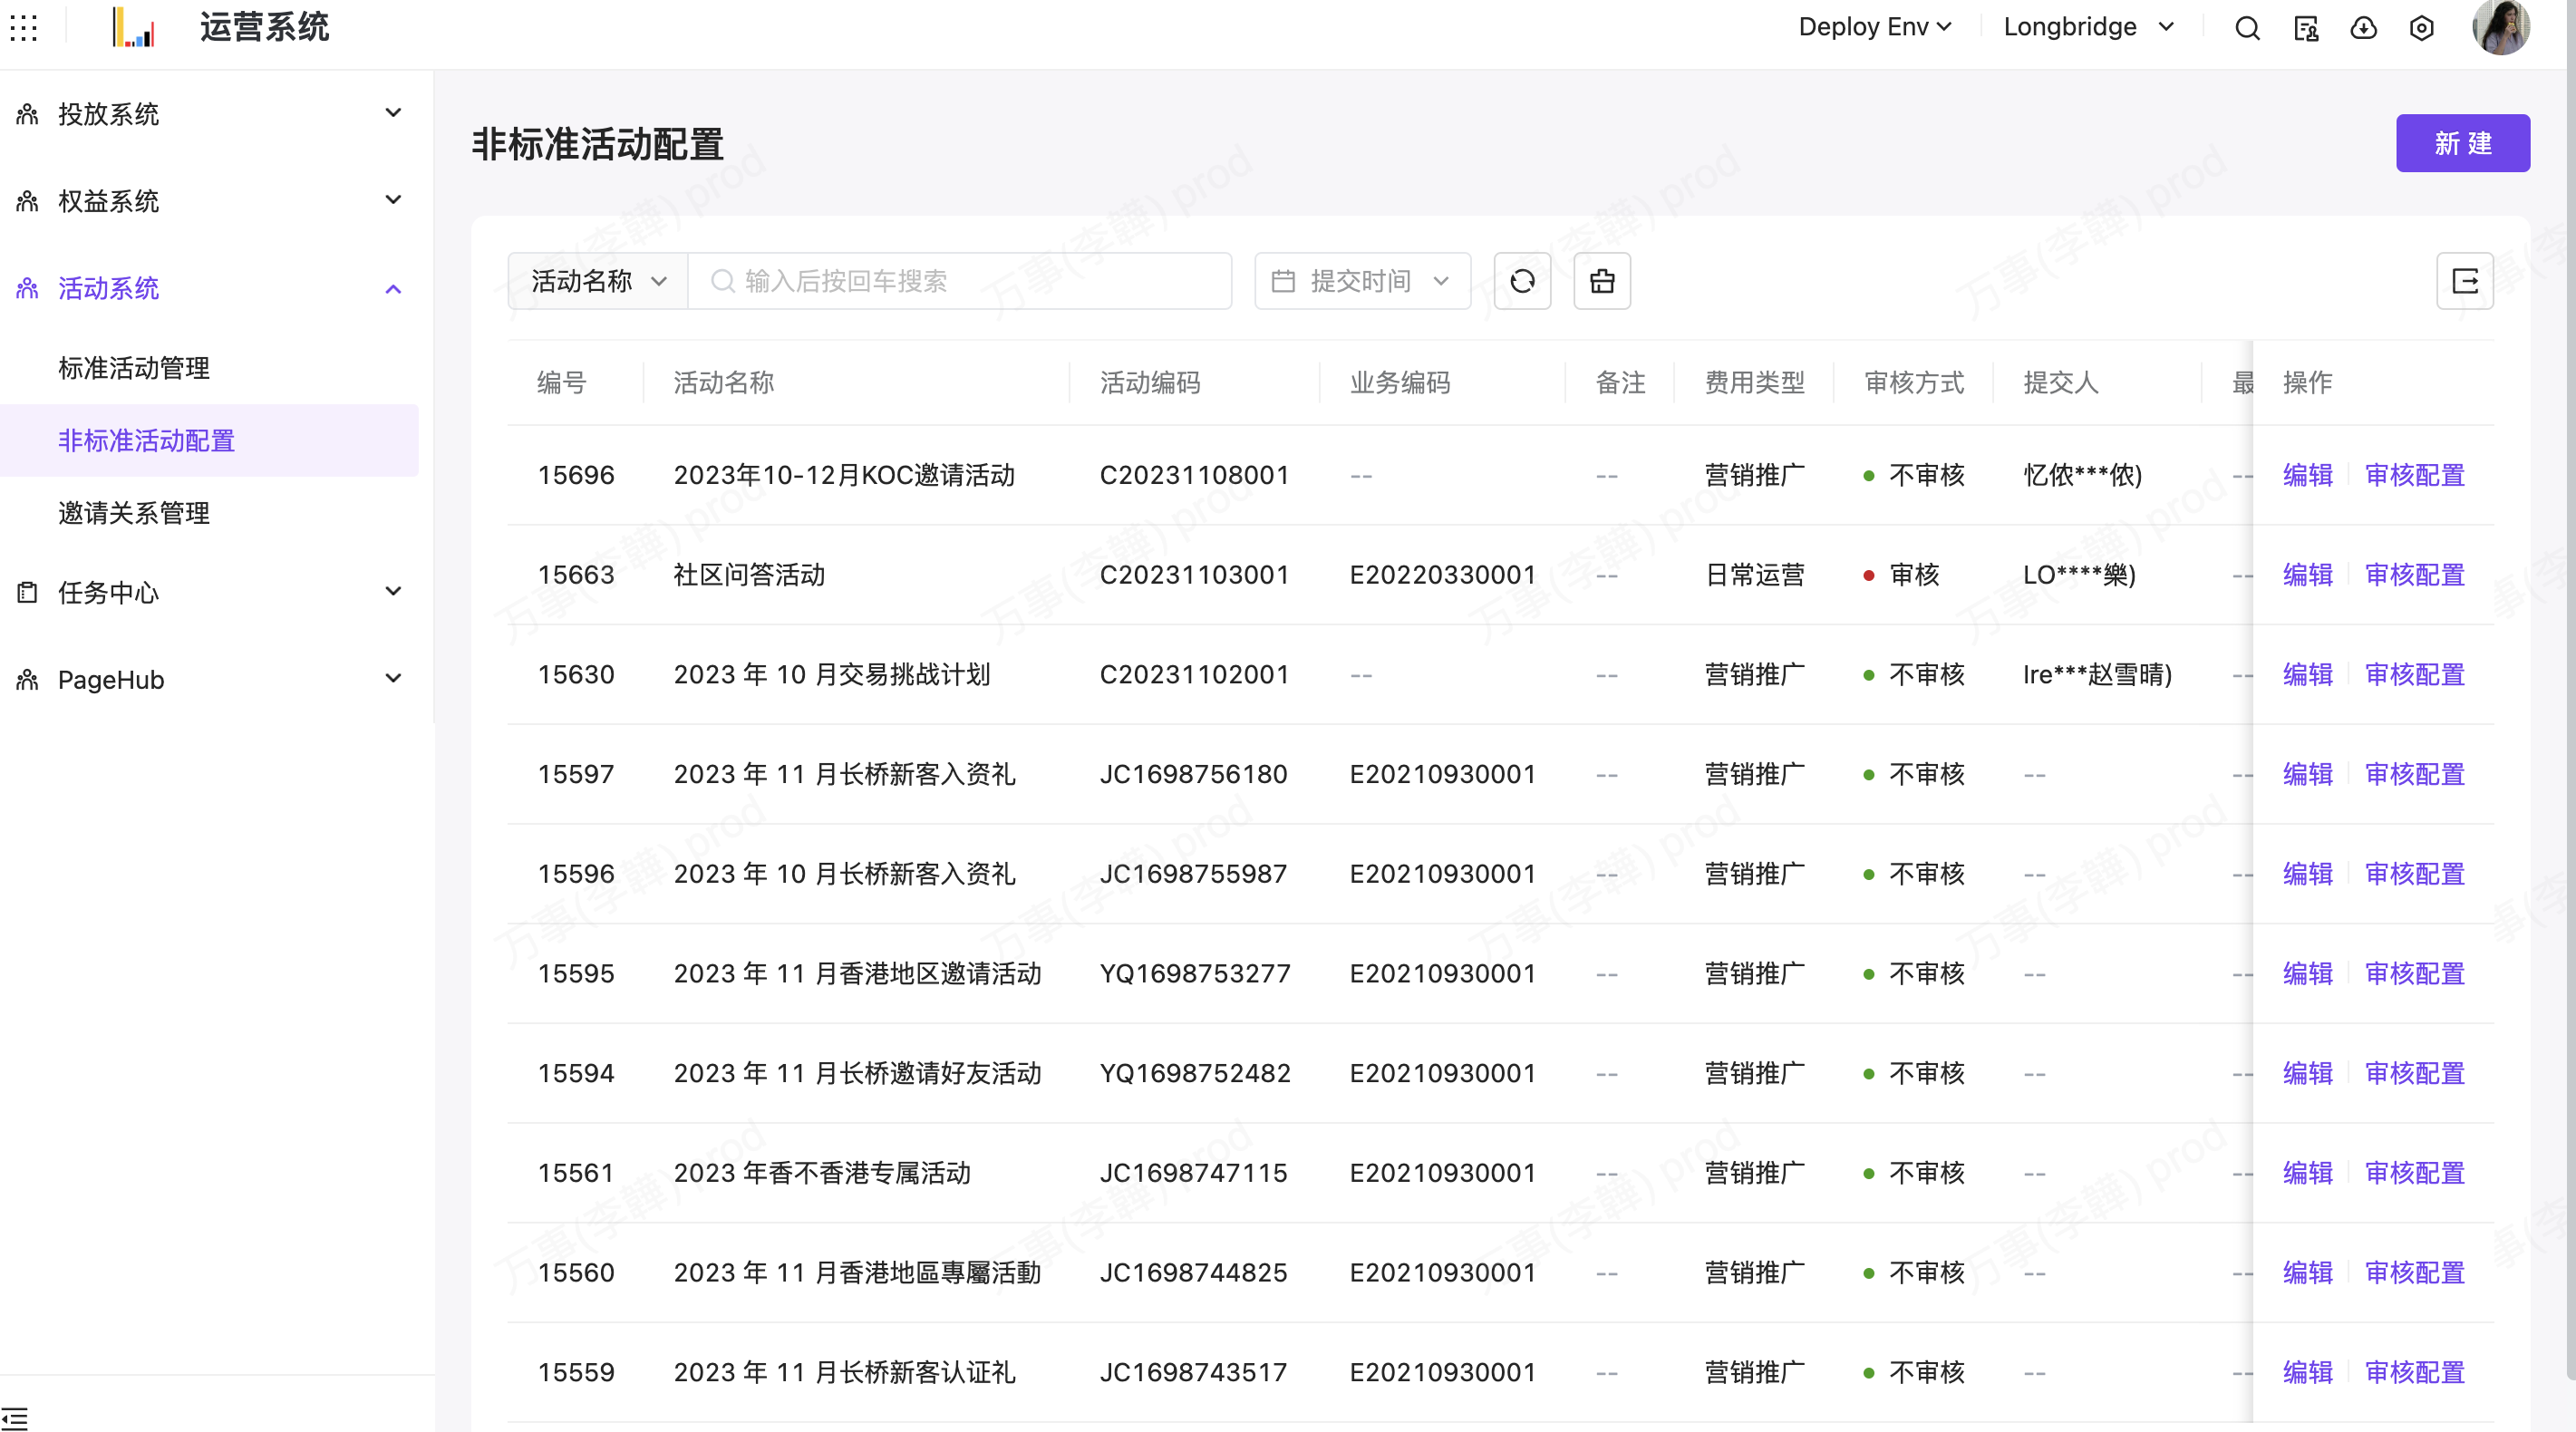 运营系统
Deploy Env
Longbridge
投放系统
权益系统
活动系统
标准活动管理
非标准活动配置
邀请关系管理
任务中心
PageHub
非标准活动配置
新 建
活动名称 输入后按回车搜索 提交时间
编号 活动名称 活动编码 业务编码 备注 费用类型 审核方式 提交人 最 操作
15696 2023年10-12月KOC邀请活动 C20231108001 -- -- 营销推广 不审核 忆侬***侬) -- 编辑 审核配置
15663 社区问答活动 C20231103001 E20220330001 -- 日常运营 审核 LO****樂) -- 编辑 审核配置
15630 2023 年 10 月交易挑战计划 C20231102001 -- -- 营销推广 不审核 Ire***赵雪晴) -- 编辑 审核配置
15597 2023 年 11 月长桥新客入资礼 JC1698756180 E20210930001 -- 营销推广 不审核 -- -- 编辑 审核配置
15596 2023 年 10 月长桥新客入资礼 JC1698755987 E20210930001 -- 营销推广 不审核 -- -- 编辑 审核配置
15595 2023 年 11 月香港地区邀请活动 YQ1698753277 E20210930001 -- 营销推广 不审核 -- -- 编辑 审核配置
15594 2023 年 11 月长桥邀请好友活动 YQ1698752482 E20210930001 -- 营销推广 不审核 -- -- 编辑 审核配置
15561 2023 年香不香港专属活动 JC1698747115 E20210930001 -- 营销推广 不审核 -- -- 编辑 审核配置
15560 2023 年 11 月香港地區專屬活動 JC1698744825 E20210930001 -- 营销推广 不审核 -- -- 编辑 审核配置
15559 2023 年 11 月长桥新客认证礼 JC1698743517 E20210930001 -- 营销推广 不审核 -- -- 编辑 审核配置